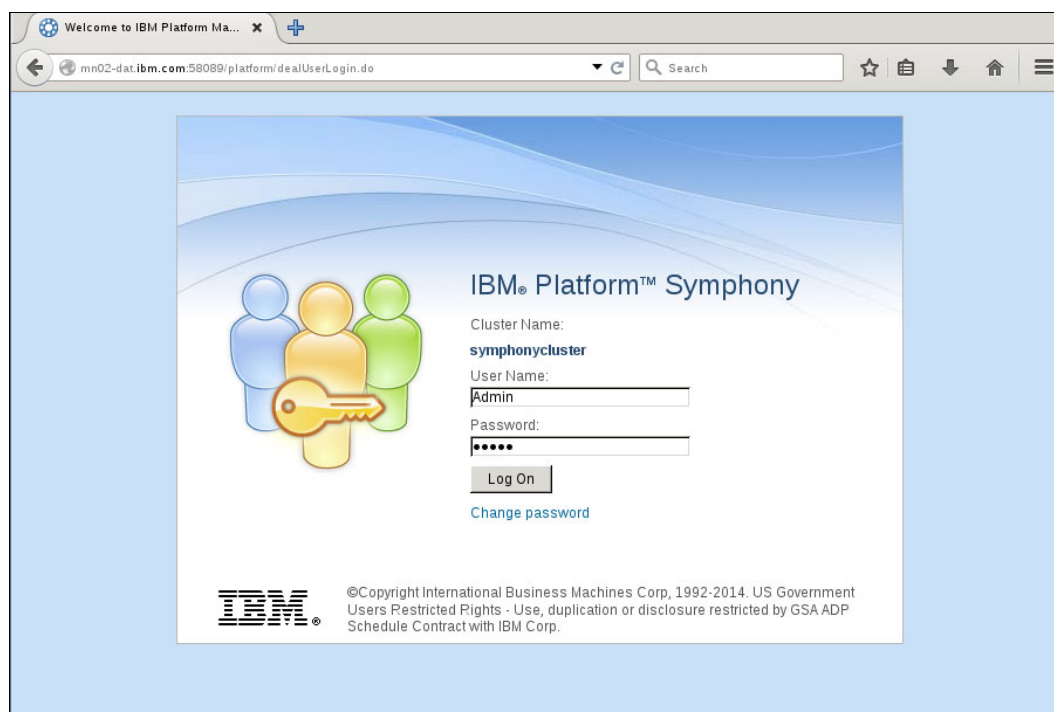 Welcome to IBM Platform Ma...
mn02-dat.ibm.com:58089/platform/dealUserLogin.do
Search
IBM® Platform™ Symphony
Cluster Name:
symphonycluster
User Name:
Admin
Password:
•••••
Log On
Change password
IBM®
©Copyright International Business Machines Corp, 1992-2014. US Government
Users Restricted Rights - Use, duplication or disclosure restricted by GSA ADP
Schedule Contract with IBM Corp.